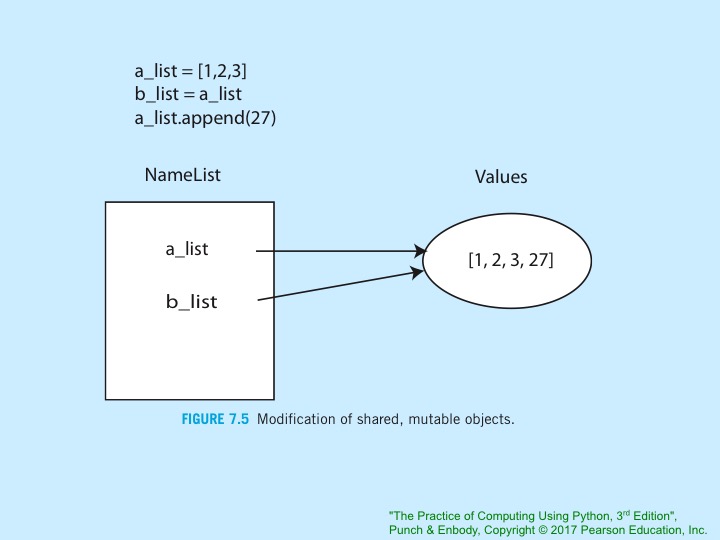 a_list = [1,2,3]
b_list = a_list
a_list.append(27)
NameList
Values
a_list
[1, 2, 3, 27]
b_list
FIGURE 7.5 Modification of shared, mutable objects.
"The Practice of Computing Using Python, 3rd Edition",
Punch & Enbody, Copyright © 2017 Pearson Education, Inc.